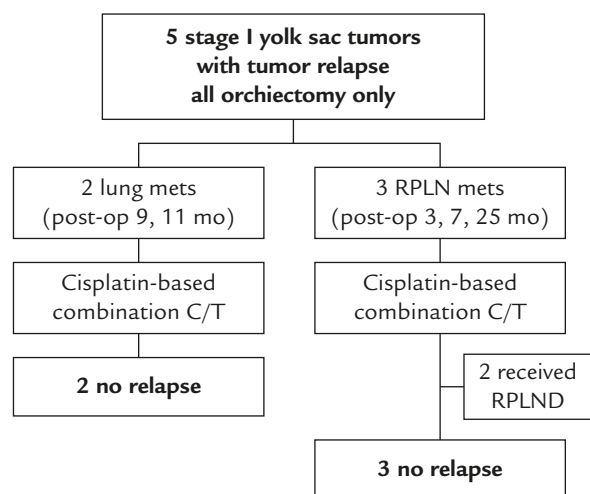 5 stage I yolk sac tumors
with tumor relapse
all orchiectomy only
2 lung mets
(post-op 9, 11 mo)
3 RPLN mets
(post-op 3, 7, 25 mo)
Cisplatin-based
combination C/T
Cisplatin-based
combination C/T
2 no relapse
2 received
RPLND
3 no relapse